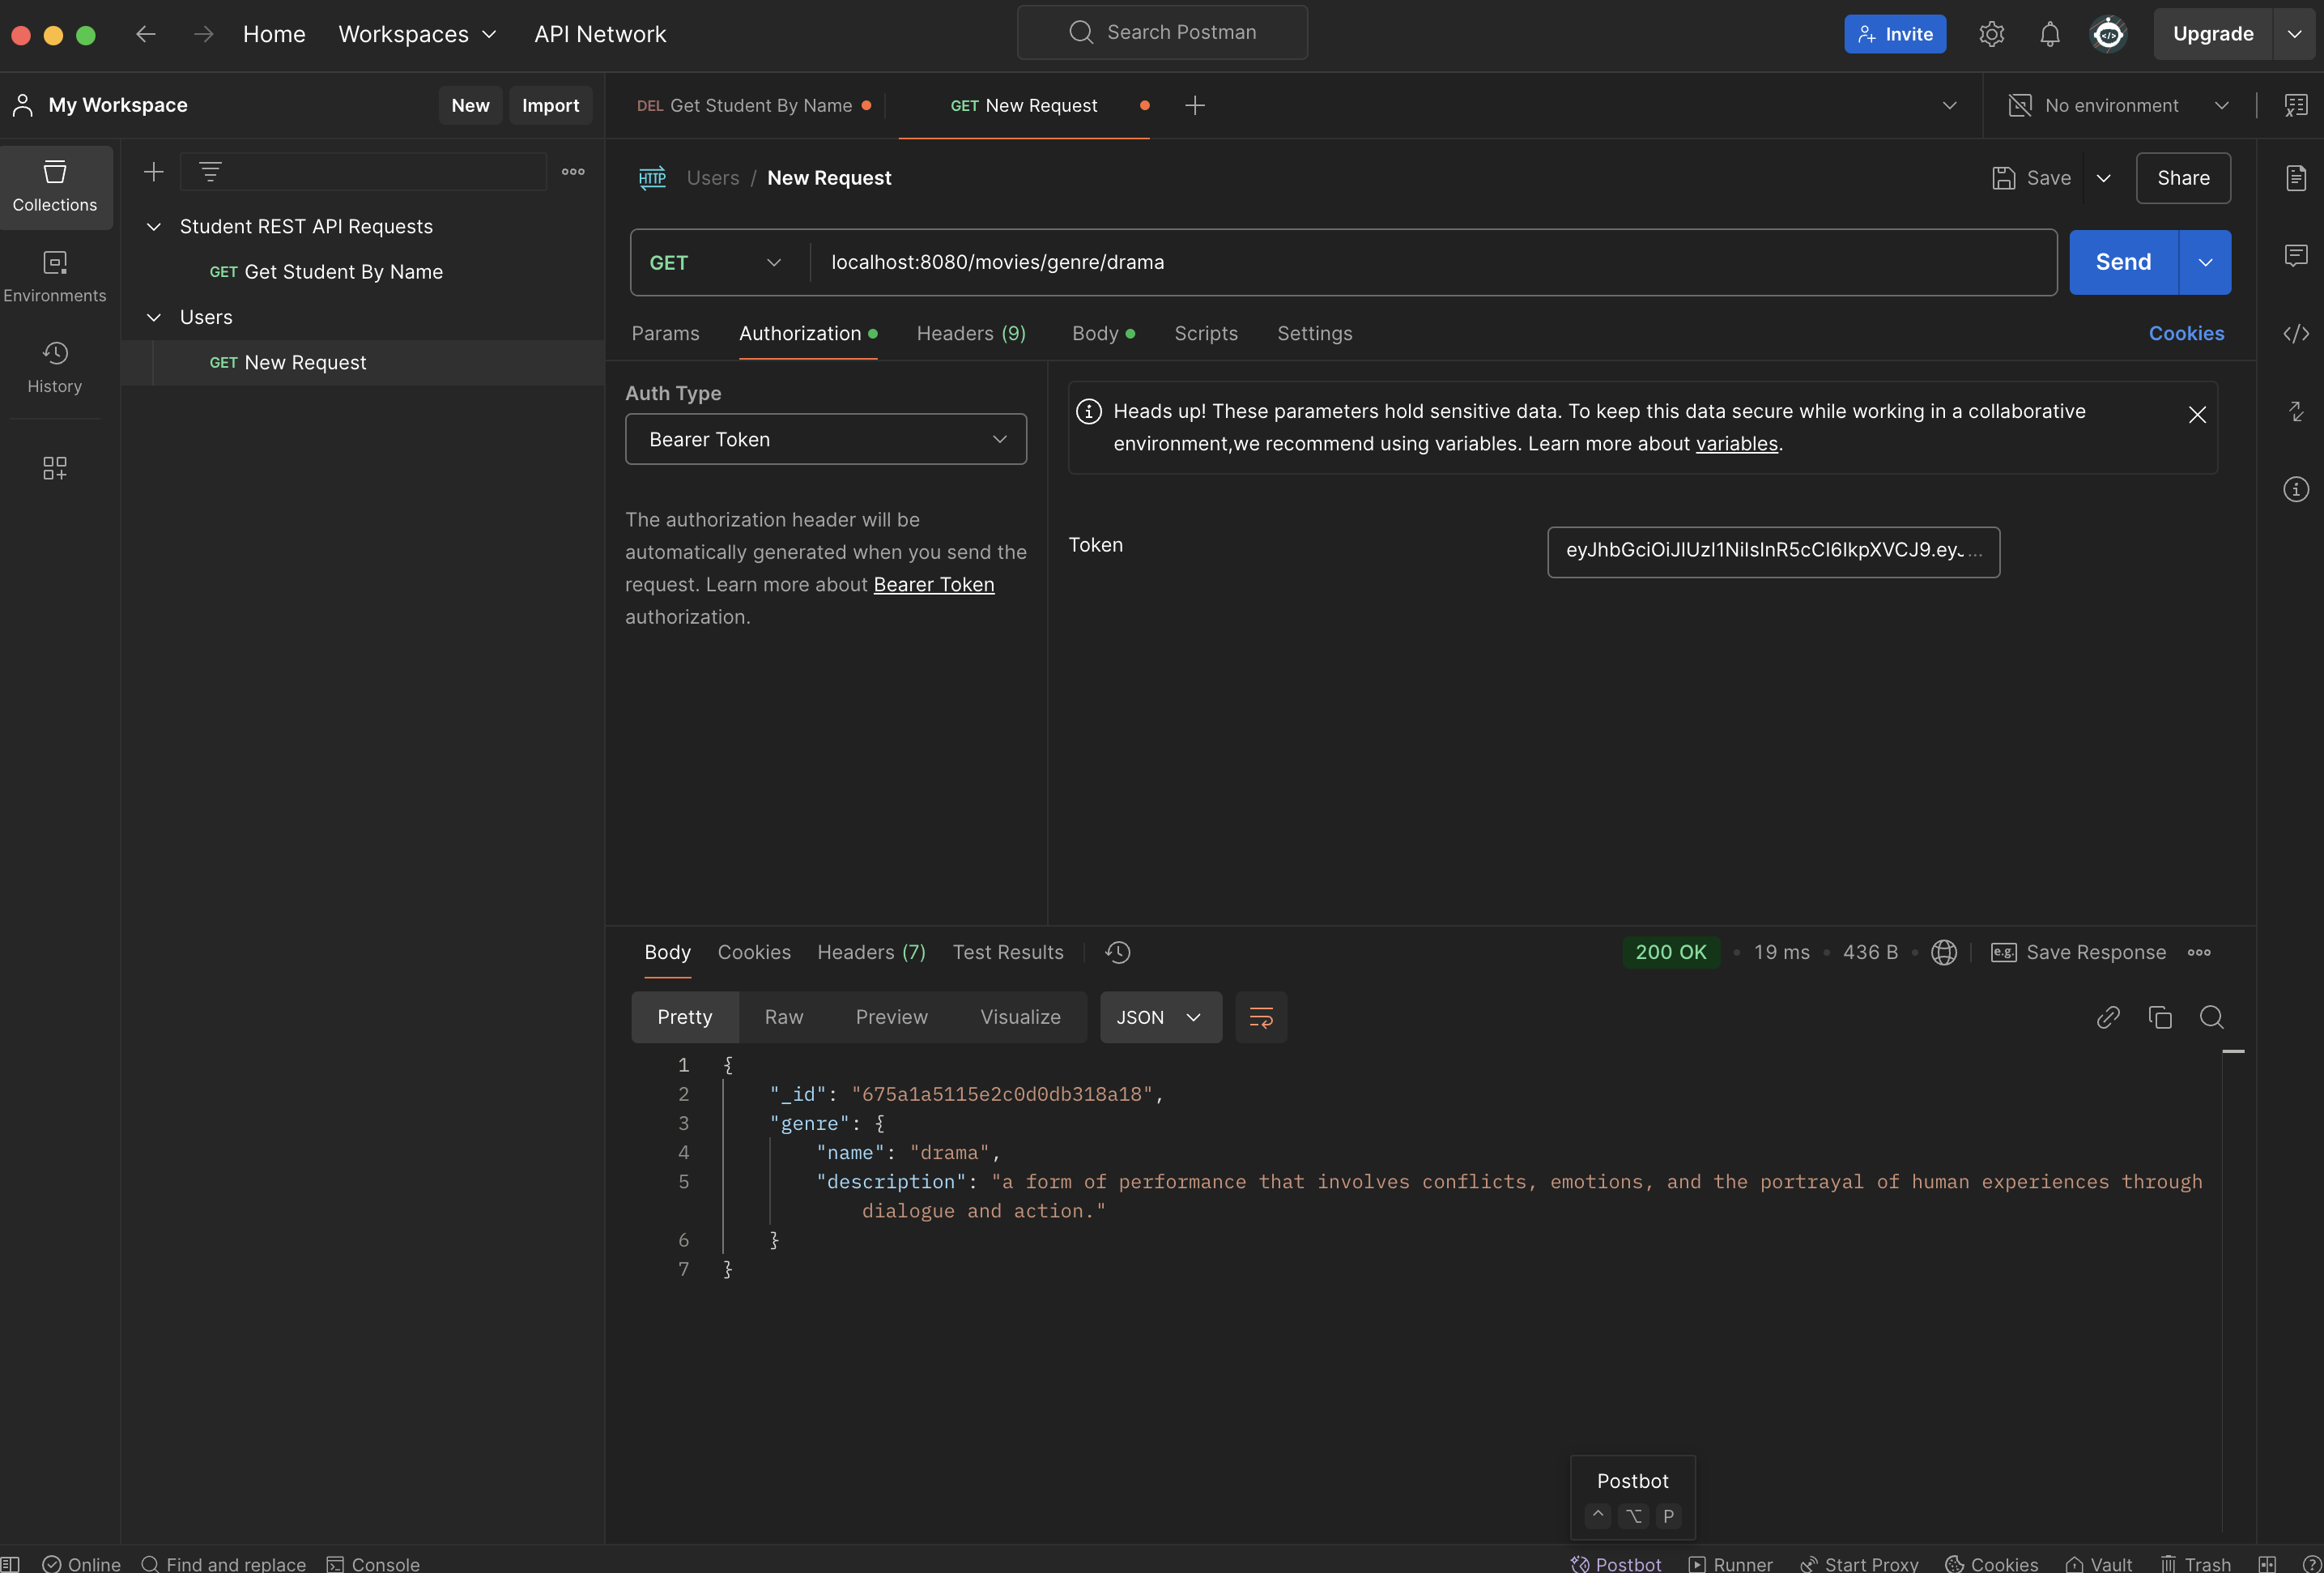 Home Workspaces API Network Search Postman Invite Upgrade
My Workspace New Import DEL Get Student By Name GET New Request No environment
Collections
Environments
History
Student REST API Requests
GET Get Student By Name
Users
GET New Request
HTTP Users / New Request Save Share
GET localhost:8080/movies/genre/drama Send
Params Authorization Headers (9) Body Scripts Settings Cookies
Auth Type
Bearer Token
The authorization header will be
automatically generated when you send the
request. Learn more about Bearer Token
authorization.
Heads up! These parameters hold sensitive data. To keep this data secure while working in a collaborative
environment,we recommend using variables. Learn more about variables.
Token eyJhbGciOiJIUzI1NiIsInR5cCI6IkpXVCJ9.eyJ...
Body Cookies Headers (7) Test Results 200 OK • 19 ms • 436 B • e.g. Save Response
Pretty Raw Preview Visualize JSON
1 {
2 "_id": "675a1a5115e2c0d0db318a18",
3 "genre": {
4 "name": "drama",
5 "description": "a form of performance that involves conflicts, emotions, and the portrayal of human experiences through
dialogue and action."
6 }
7 }
Postbot
^ ⌥ P
Online Find and replace Console Postbot Runner Start Proxy Cookies Vault Trash